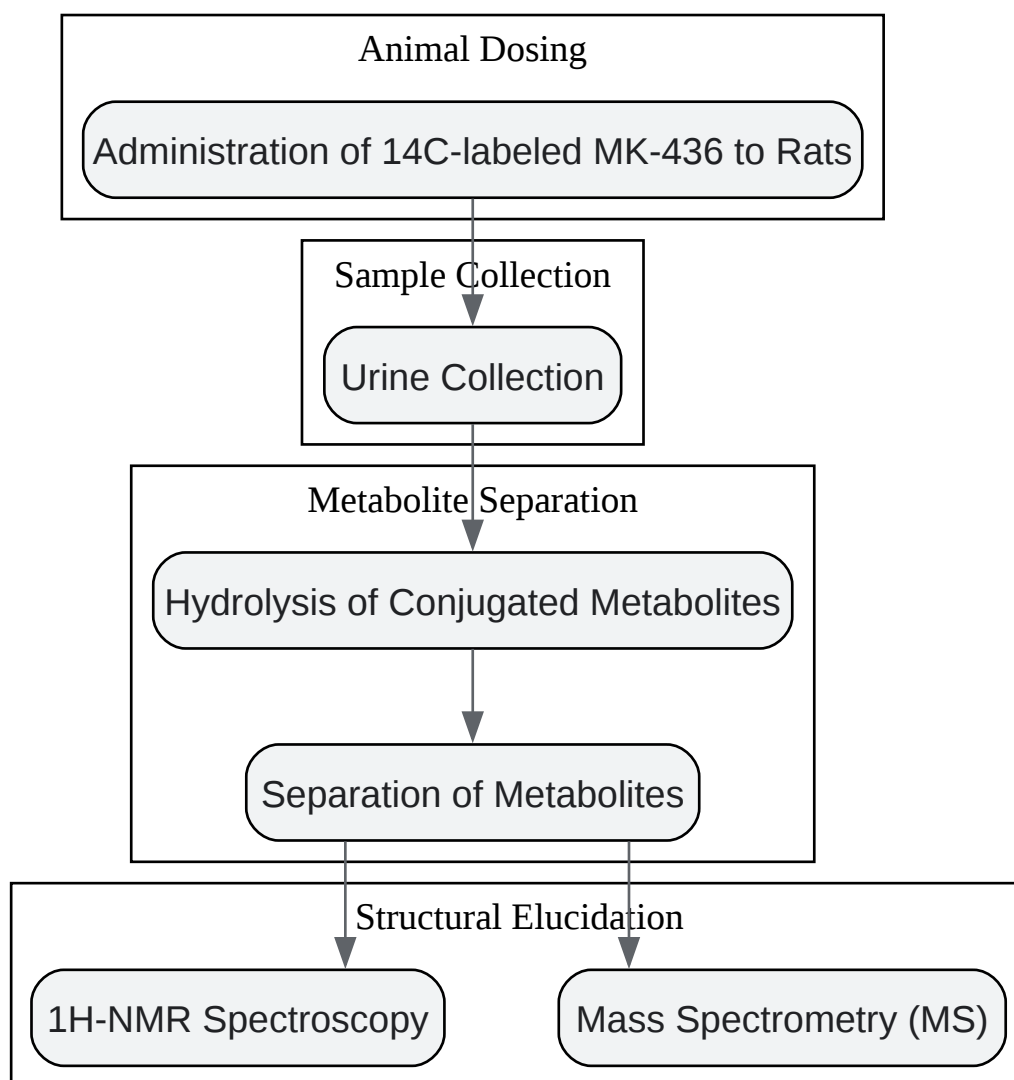 Animal Dosing
Administration of 14C-labeled MK-436 to Rats
Sample Collection
Urine Collection
Metabolite Separation
Hydrolysis of Conjugated Metabolites
Separation of Metabolites
Structural Elucidation
1H-NMR Spectroscopy
Mass Spectrometry (MS)